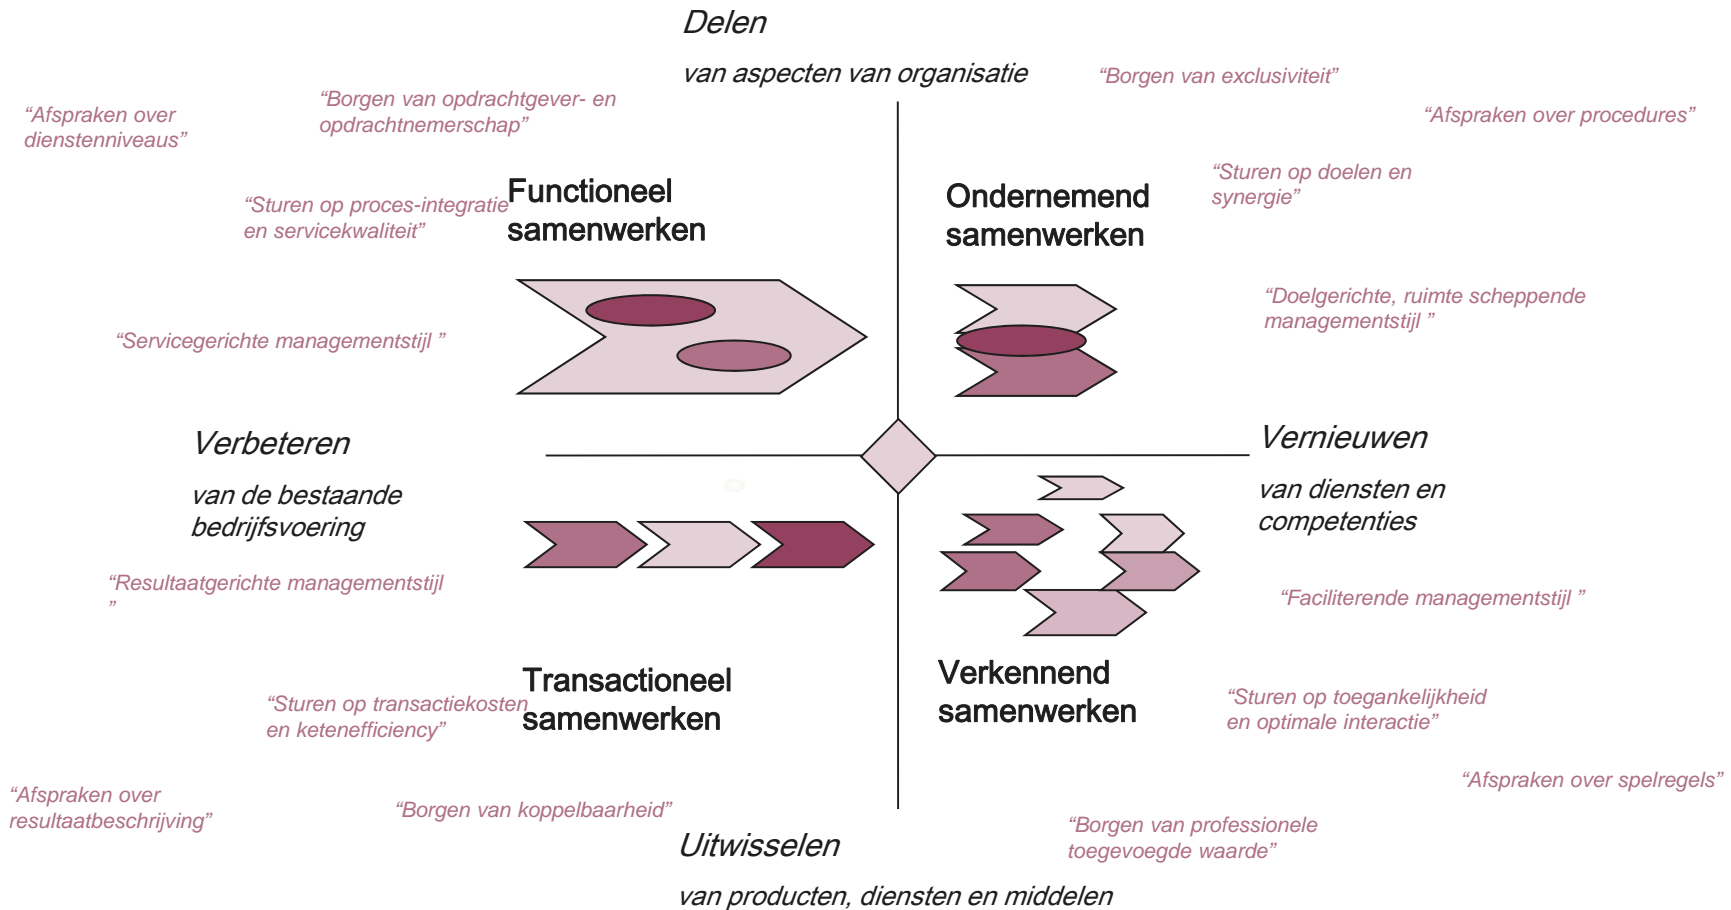 Delen
van aspecten van organisatie
“Borgen van exclusiviteit”
“Afspraken over
dienstenniveaus”
“Borgen van opdrachtgever- en
opdrachtnemerschap”
“Afspraken over procedures”
“Sturen op proces-integratie
en servicekwaliteit”
Functioneel
samenwerken
Ondernemend
samenwerken
“Sturen op doelen en
synergie”
“Servicegerichte managementstijl ”
“Doelgerichte, ruimte scheppende
managementstijl ”
Verbeteren
van de bestaande
bedrijfsvoering
Vernieuwen
van diensten en
competenties
“Resultaatgerichte managementstijl
”
“Faciliterende managementstijl ”
“Sturen op transactiekosten
en ketenefficiency”
Transactioneel
samenwerken
Verkennend
samenwerken
“Sturen op toegankelijkheid
en optimale interactie”
“Afspraken over
resultaatbeschrijving”
“Borgen van koppelbaarheid”
“Afspraken over spelregels”
“Borgen van professionele
toegevoegde waarde”
Uitwisselen
van producten, diensten en middelen